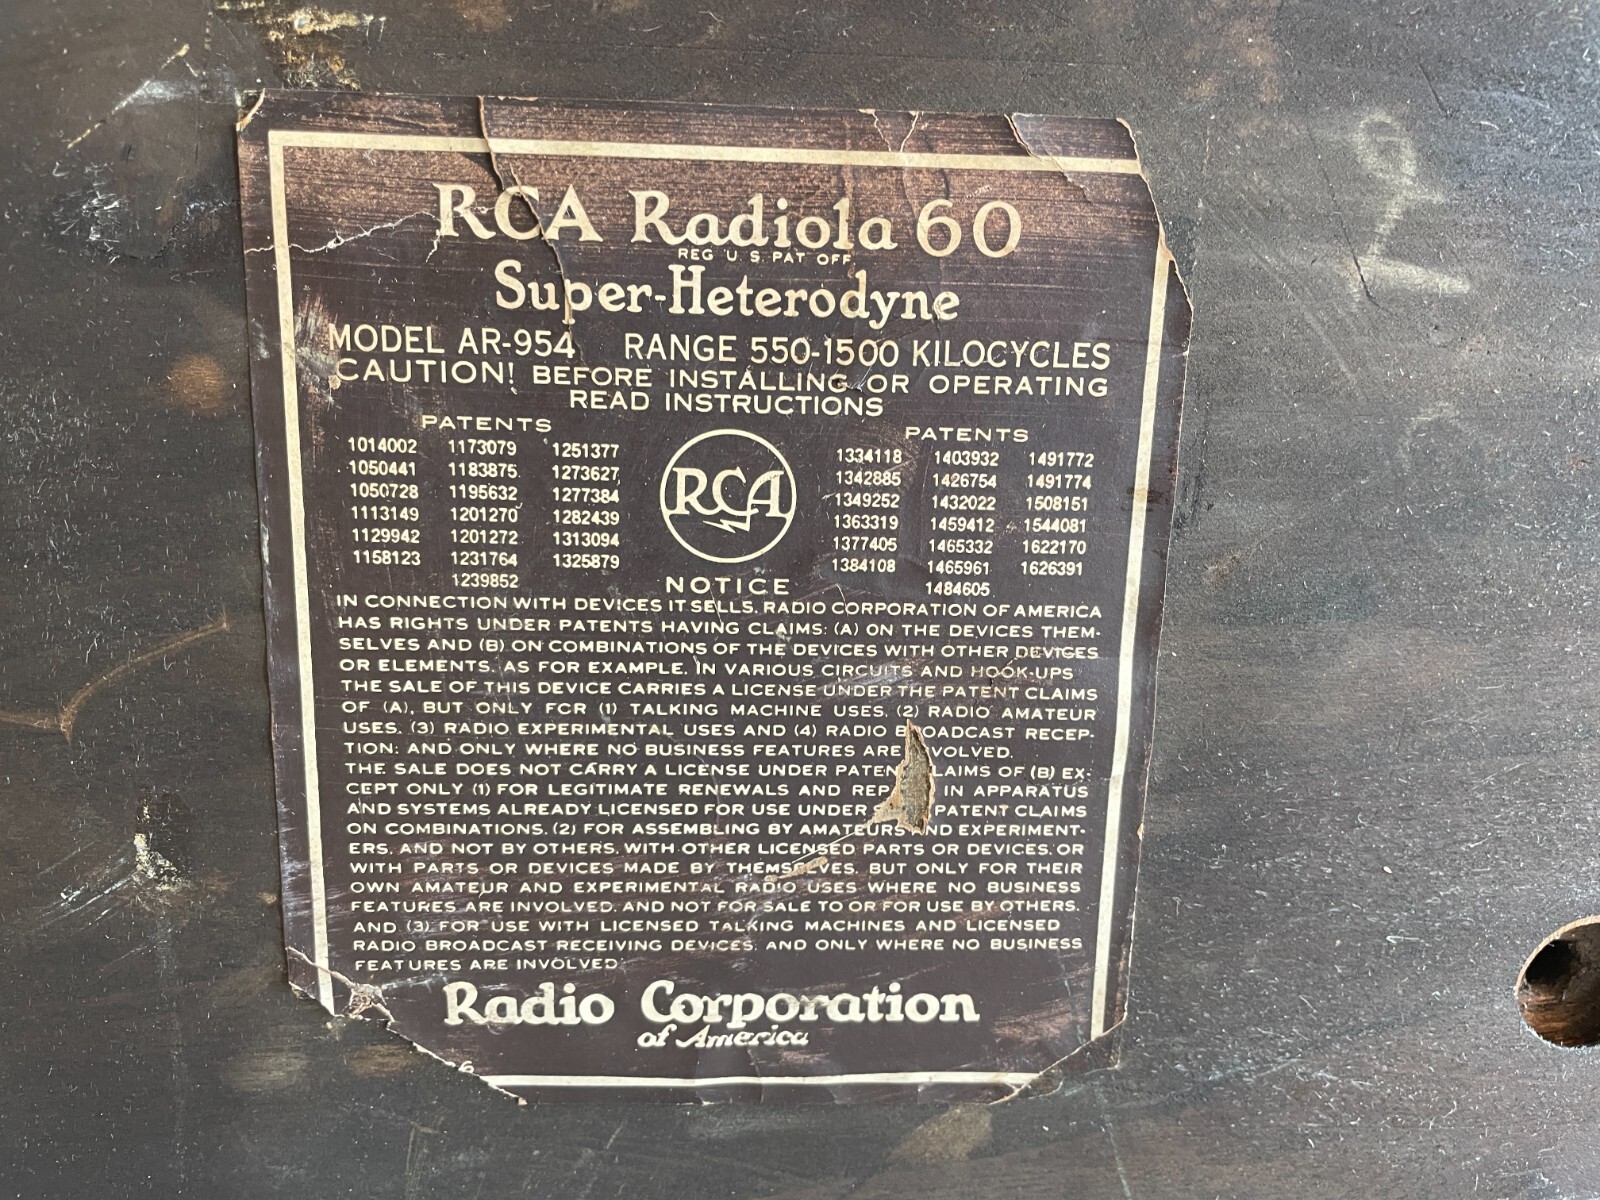 RCA Radiola 60
REG U S PAT OFF
Super-Heterodyne
MODEL AR-954 RANGE 550-1500 KILOCYCLES
CAUTION! BEFORE INSTALLING OR OPERATING
READ INSTRUCTIONS
PATENTS
1014002 1173079 1251377
1050441 1183875 1273627
1050728 1195632 1277384
1113149 1201270 1282439
1129942 1201272 1313094
1158123 1231764 1325879
1239852
RCA
PATENTS
1334118 1403932 1491772
1342885 1426754 1491774
1349252 1432022 1508151
1363319 1459412 1544081
1377405 1465332 1622170
1384108 1465961 1626391
1484605
NOTICE
IN CONNECTION WITH DEVICES IT SELLS, RADIO CORPORATION OF AMERICA
HAS RIGHTS UNDER PATENTS HAVING CLAIMS: (A) ON THE DEVICES THEM-
SELVES AND (B) ON COMBINATIONS OF THE DEVICES WITH OTHER DEVICES
OR ELEMENTS, AS FOR EXAMPLE, IN VARIOUS CIRCUITS AND HOOK-UPS
THE SALE OF THIS DEVICE CARRIES A LICENSE UNDER THE PATENT CLAIMS
OF (A), BUT ONLY FOR (1) TALKING MACHINE USES, (2) RADIO AMATEUR
USES, (3) RADIO EXPERIMENTAL USES AND (4) RADIO B OADCAST RECEP-
TION: AND ONLY WHERE NO BUSINESS FEATURES ARE VOLVED.
THE SALE DOES NOT CARRY A LICENSE UNDER PATEN LAIMS OF (B) EX-
CEPT ONLY (1) FOR LEGITIMATE RENEWALS AND REP IN APPARATUS
AND SYSTEMS ALREADY LICENSED FOR USE UNDER PATENT CLAIMS
ON COMBINATIONS, (2) FOR ASSEMBLING BY AMATEURS ND EXPERIMENT-
ERS, AND NOT BY OTHERS, WITH OTHER LICENSED PARTS OR DEVICES, OR
WITH PARTS OR DEVICES MADE BY THEMSELVES, BUT ONLY FOR THEIR
OWN AMATEUR AND EXPERIMENTAL RADIO USES WHERE NO BUSINESS
FEATURES ARE INVOLVED, AND NOT FOR SALE TO OR FOR USE BY OTHERS,
AND (3) FOR USE WITH LICENSED TALKING MACHINES AND LICENSED
RADIO BROADCAST RECEIVING DEVICES, AND ONLY WHERE NO BUSINESS
FEATURES ARE INVOLVED
Radio Corporation
of America
6